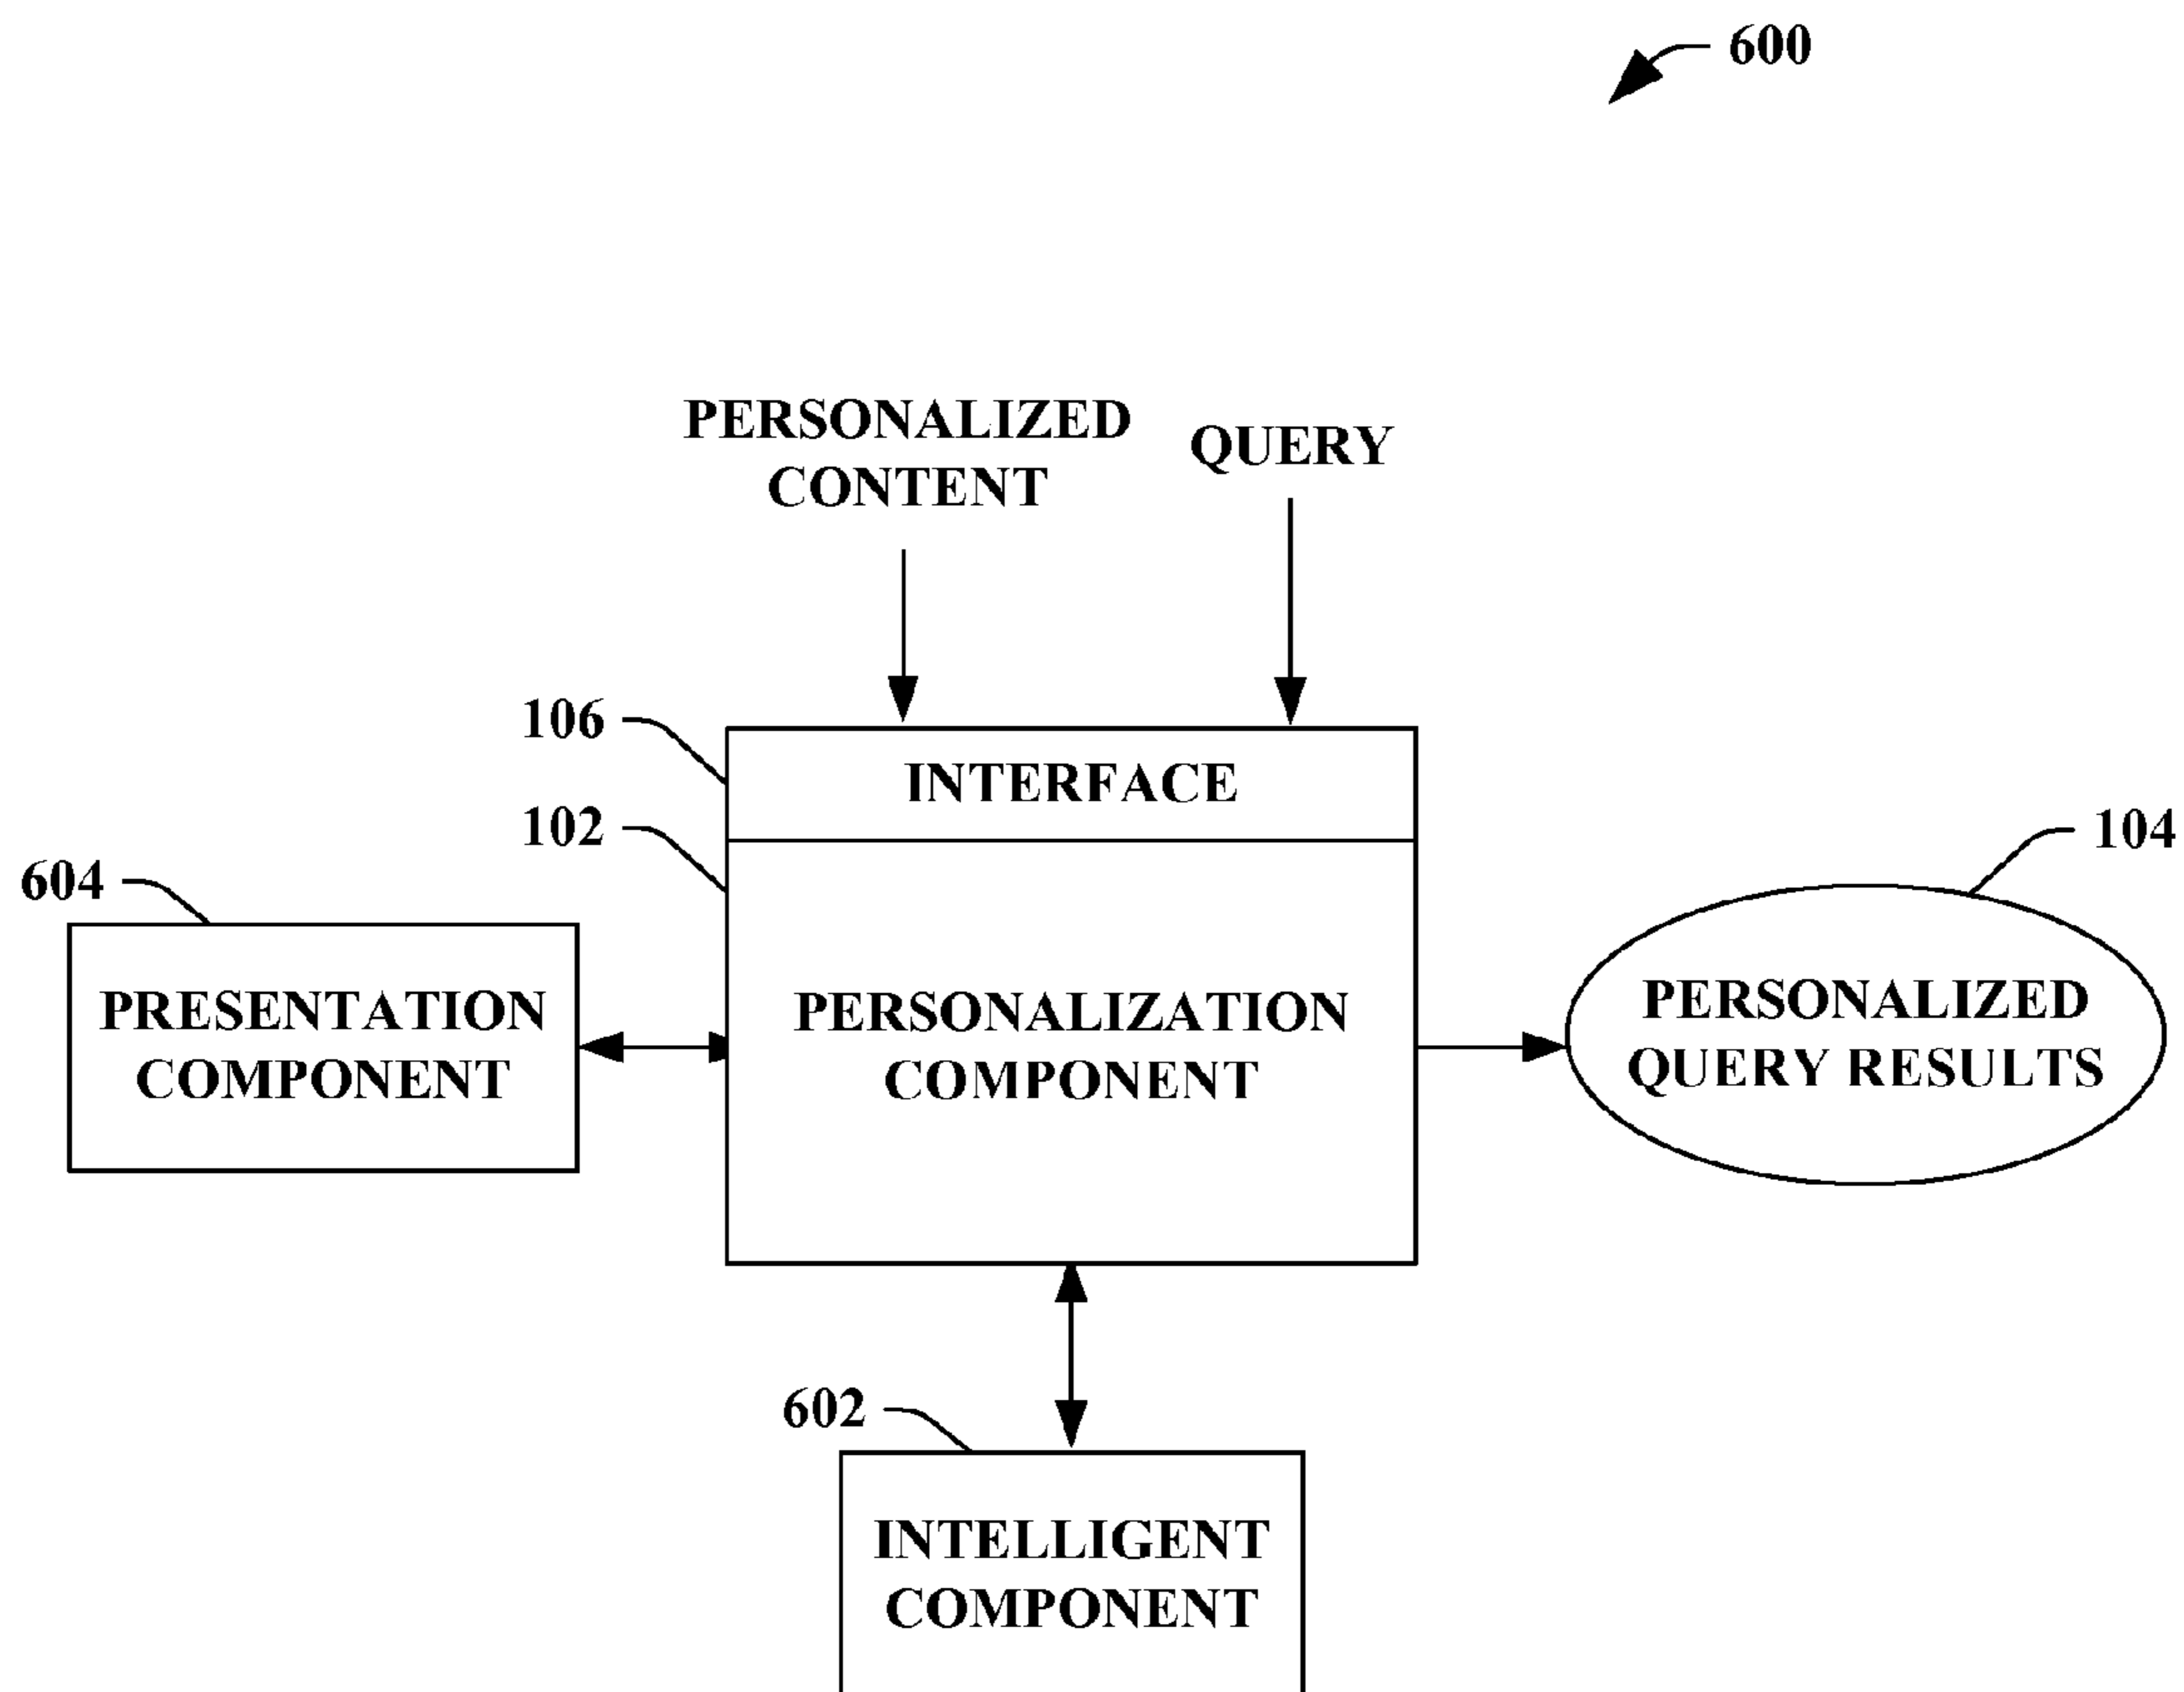 600
PERSONALIZED
CONTENT
QUERY
106
INTERFACE
102
104
604
PRESENTATION
COMPONENT
PERSONALIZATION
COMPONENT
PERSONALIZED
QUERY RESULTS
602
INTELLIGENT
COMPONENT